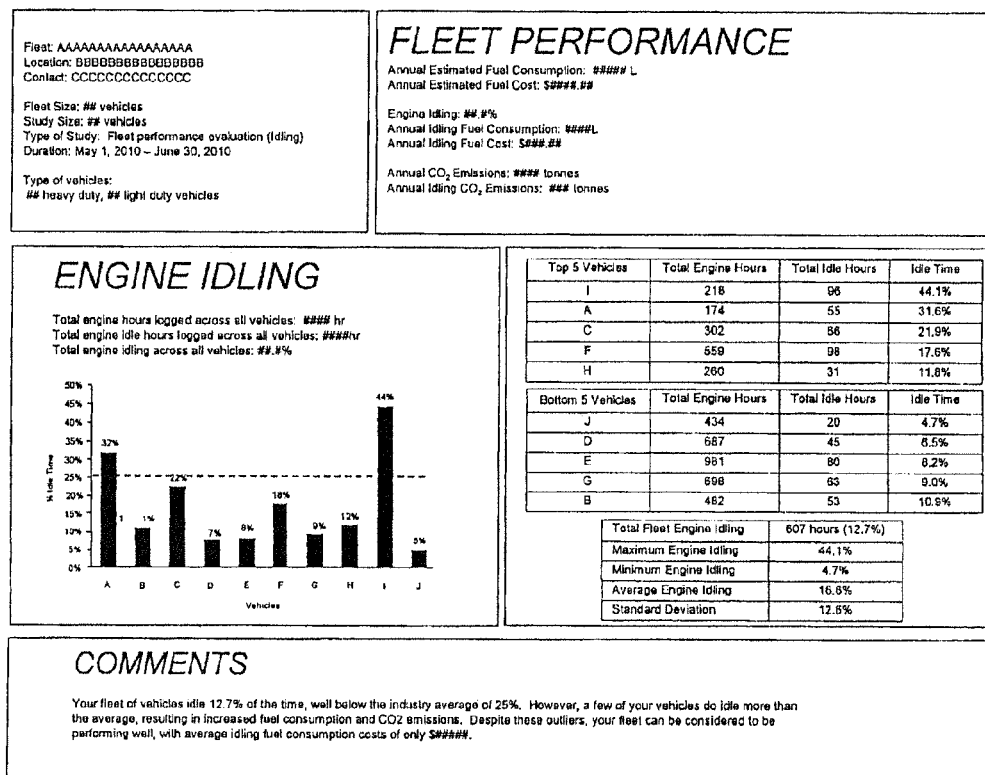 Fleet: AAAAAAAAAAAAAAAAA
Location: BBBBBBBBBBBBBBBB
Contact: CCCCCCCCCCCCCC
Fleet Size: ## vehicles
Study Size: ## vehicles
Type of Study: Fleet performance evaluation (Idling)
Duration: May 1, 2010 – June 30, 2010
Type of vehicles:
## heavy duty, ## light duty vehicles
FLEET PERFORMANCE
Annual Estimated Fuel Consumption: ##### L
Annual Estimated Fuel Cost: $####.##
Engine Idling: ##.#%
Annual Idling Fuel Consumption: ####L
Annual Idling Fuel Cost: $###.##
Annual CO₂ Emissions: #### tonnes
Annual Idling CO₂ Emissions: ### tonnes
ENGINE IDLING
Total engine hours logged across all vehicles: #### hr
Total engine idle hours logged across all vehicles: ####hr
Total engine idling across all vehicles: ##.#%
50%
45%
40%
35%
30%
25%
20%
15%
10%
5%
0%
% Idle Time
32%
1 1%
22%
7%
8%
18%
9%
12%
44%
5%
A B C D E F G H I J
Vehicles
Top 5 Vehicles Total Engine Hours Total Idle Hours Idle Time
I 218 96 44.1%
A 174 55 31.6%
C 302 66 21.9%
F 559 98 17.6%
H 260 31 11.8%
Bottom 5 Vehicles Total Engine Hours Total Idle Hours Idle Time
J 434 20 4.7%
D 687 45 6.5%
E 981 80 8.2%
G 698 63 9.0%
B 482 53 10.9%
Total Fleet Engine Idling 607 hours (12.7%)
Maximum Engine Idling 44.1%
Minimum Engine Idling 4.7%
Average Engine Idling 16.6%
Standard Deviation 12.6%
COMMENTS
Your fleet of vehicles idle 12.7% of the time, well below the industry average of 25%. However, a few of your vehicles do idle more than
the average, resulting in increased fuel consumption and CO2 emissions. Despite these outliers, your fleet can be considered to be
performing well, with average idling fuel consumption costs of only $#####.